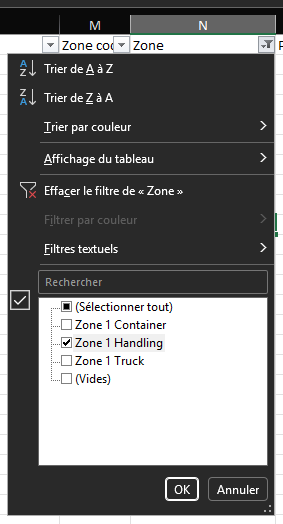 M N
Zone co Zone
Trier de A à Z
Trier de Z à A
Trier par couleur
Affichage du tableau
Effacer le filtre de « Zone »
Filtrer par couleur
Filtres textuels
Rechercher
(Sélectionner tout)
Zone 1 Container
Zone 1 Handling
Zone 1 Truck
(Vides)
OK Annuler